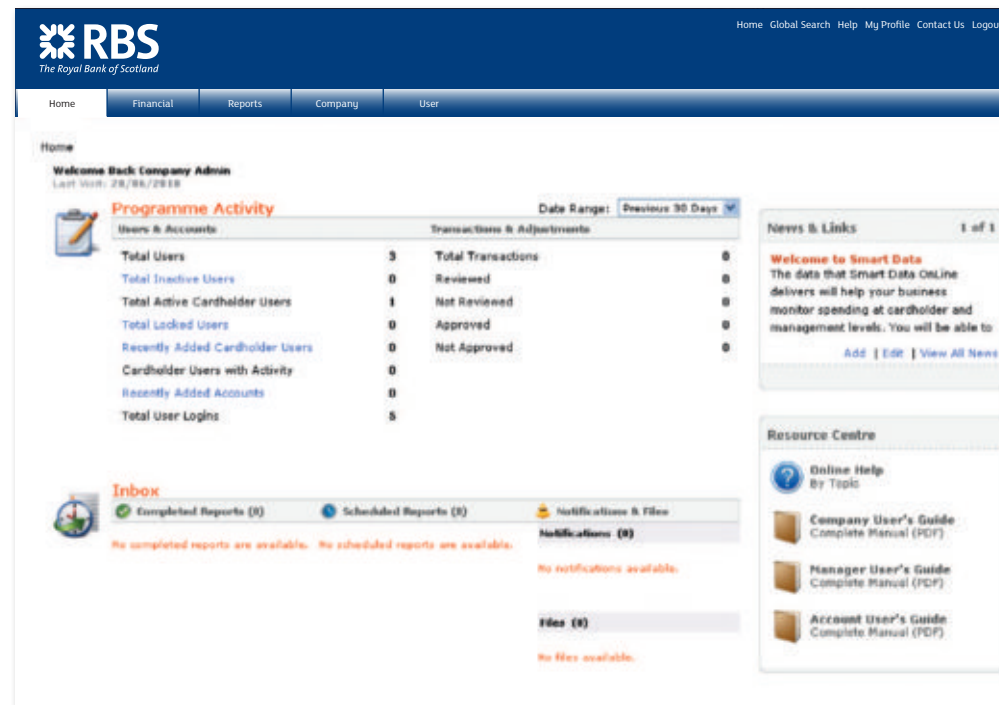 Home Global Search Help My Profile Contact Us Logou
RBS
The Royal Bank of Scotland
Home Financial Reports Company User
Home
Welcome Back Company Admin
Last Visit: 28/06/2010
Programme Activity
Date Range: Previous 30 Days
Users & Accounts
Transactions & Adjustments
Total Users 3
Total Inactive Users 0
Total Active Cardholder Users 1
Total Locked Users 0
Recently Added Cardholder Users 0
Cardholder Users with Activity 0
Recently Added Accounts 0
Total User Logins 5
Total Transactions 0
Reviewed 0
Not Reviewed 0
Approved 0
Not Approved 0
News & Links 1 of 1
Welcome to Smart Data
The data that Smart Data OnLine
delivers will help your business
monitor spending at cardholder and
management levels. You will be able to
Add | Edit | View All News
Inbox
Completed Reports (0)
No completed reports are available.
Scheduled Reports (0)
No scheduled reports are available.
Notifications & Files
Notifications (0)
No notifications available.
Files (0)
No files available.
Resource Centre
Online Help
By Topic
Company User's Guide
Complete Manual (PDF)
Manager User's Guide
Complete Manual (PDF)
Account User's Guide
Complete Manual (PDF)